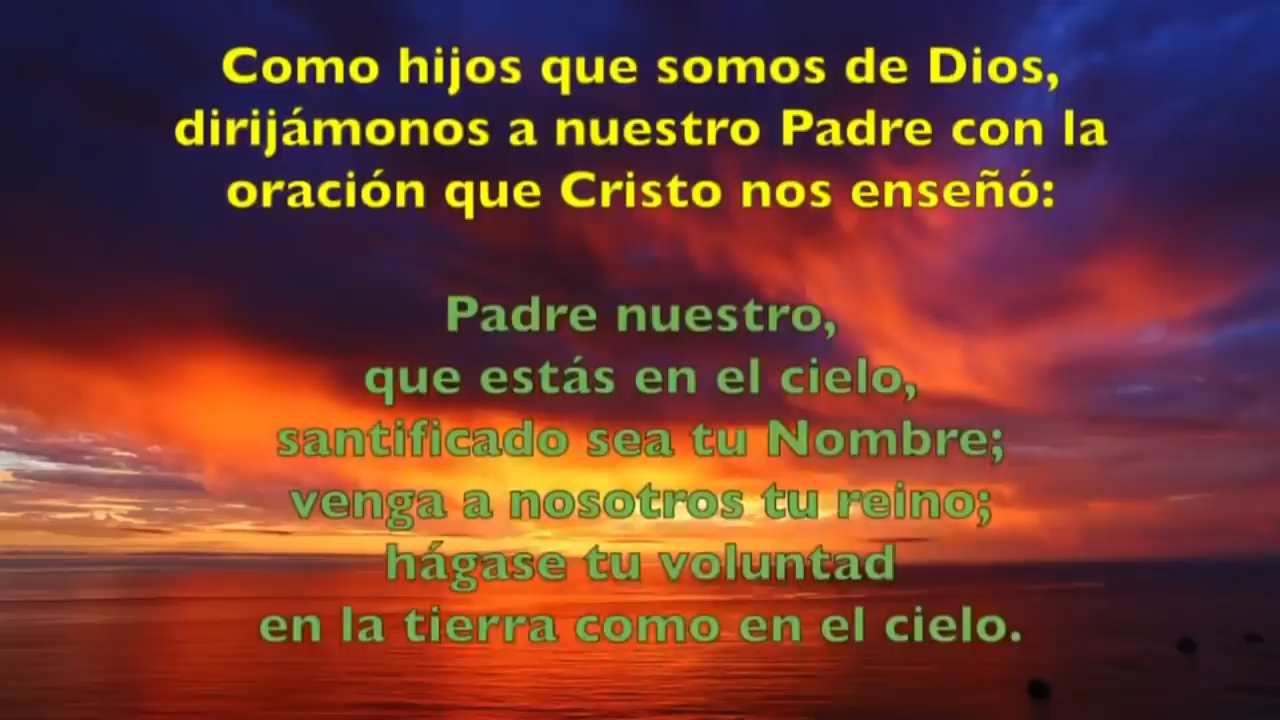 Como hijos que somos de Dios,
dirijámonos a nuestro Padre con la
oración que Cristo nos enseñó:
Padre nuestro,
que estás en el cielo,
santificado sea tu Nombre;
venga a nosotros tu reino;
hágase tu voluntad
en la tierra como en el cielo.